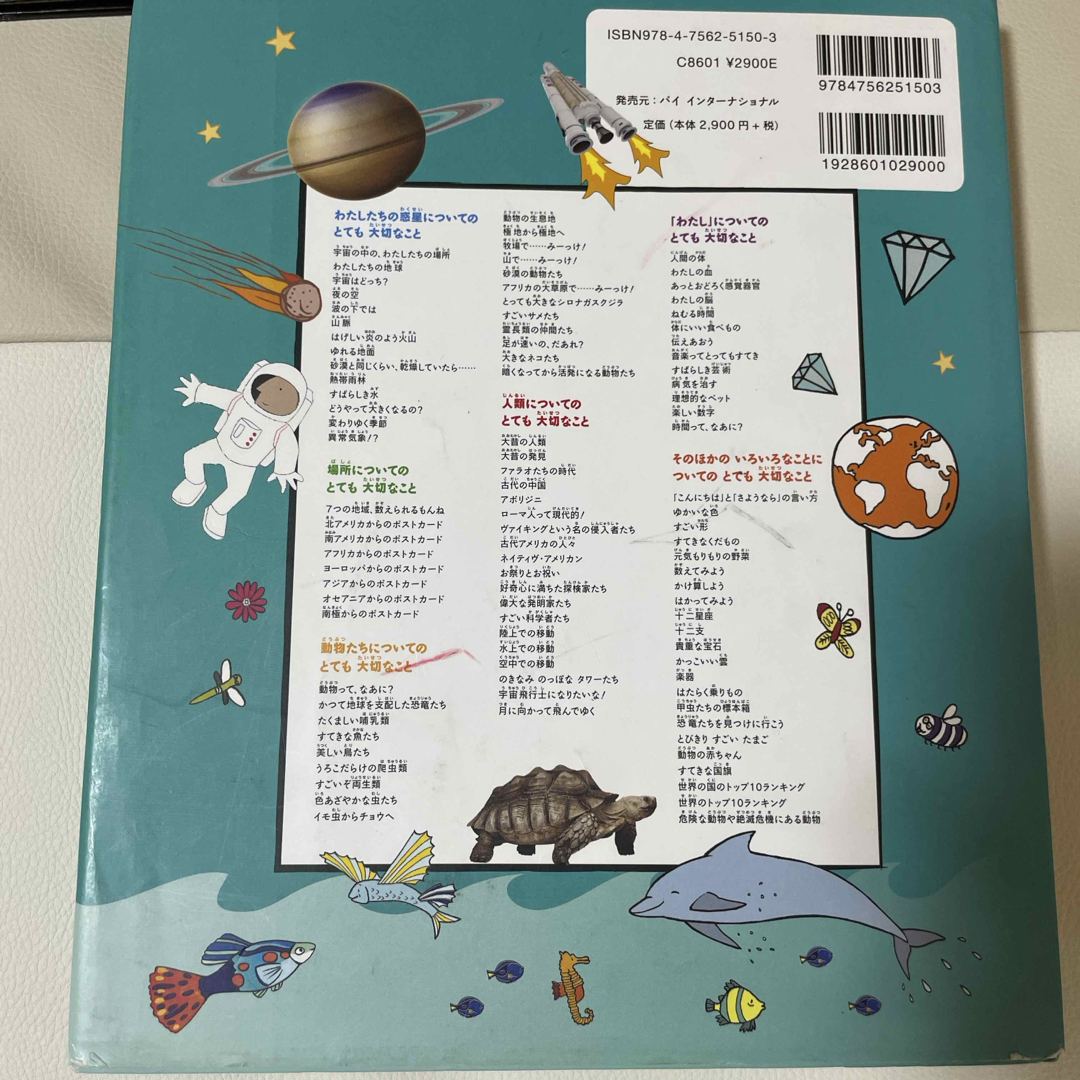 ISBN978-4-7562-5150-3
C8601 ¥2900E
発売元：パイ インターナショナル
定価（本体2,900円+税）
9784756251503
1928601029000
わたしたちの惑星についての
とても 大切なこと
宇宙の中の、わたしたちの場所
わたしたちの地球
宇宙はどっち？
夜の空
波の下では
山脈
はげしい炎のよう火山
ゆれる地面
砂漠と同じくらい、乾燥していたら……
熱帯雨林
すばらしき水
どうやって大きくなるの？
変わりゆく季節
異常気象！？
場所についての
とても 大切なこと
7つの地域、数えられるもんね
北アメリカからのポストカード
南アメリカからのポストカード
アフリカからのポストカード
ヨーロッパからのポストカード
アジアからのポストカード
オセアニアからのポストカード
南極からのポストカード
動物たちについての
とても 大切なこと
動物って、なあに？
かつて地球を支配した恐竜たち
たくましい哺乳類
すてきな魚たち
美しい鳥たち
うろこだらけの爬虫類
すごいぞ両生類
色あざやかな虫たち
イモ虫からチョウへ
動物の生息地
極地から極地へ
牧場で……みーっけ！
山で……みーっけ！
砂漠の動物たち
アフリカの大草原で……みーっけ！
とっても大きなシロナガスクジラ
すごいサメたち
霊長類の仲間たち
足が速いの、だあれ？
大きなネコたち
暗くなってから活発になる動物たち
人類についての
とても 大切なこと
大昔の人類
大昔の発見
ファラオたちの時代
古代の中国
アボリジニ
ローマ人って現代的！
ヴァイキングという名の侵入者たち
古代アメリカの人々
ネイティヴ・アメリカン
お祭りとお祝い
好奇心に満ちた探検家たち
偉大な発明家たち
すごい科学者たち
陸上での移動
水上での移動
空中での移動
のきなみ のっぽな タワーたち
宇宙飛行士になりたいな！
月に向かって飛んでゆく
「わたし」についての
とても 大切なこと
人間の体
わたしの血
あっとおどろく感覚器官
わたしの脳
ねむる時間
体にいい食べもの
伝えあおう
音楽ってとてもすてき
すばらしき芸術
病気を治す
理想的なペット
楽しい数字
時間って、なあに？
そのほかの いろいろなことに
ついての とても 大切なこと
「こんにちは」と「さようなら」の言い方
ゆかいな色
すごい形
すてきなくだもの
元気もりもりの野菜
数えてみよう
かけ算しよう
はかってみよう
十二星座
十二支
貴重な宝石
かっこいい雲
楽器
はたらく乗りもの
甲虫たちの標本箱
恐竜たちを見つけに行こう
とびきり すごい たまご
動物の赤ちゃん
すてきな国旗
世界の国のトップ10ランキング
世界のトップ10ランキング
危険な動物や絶滅危機にある動物